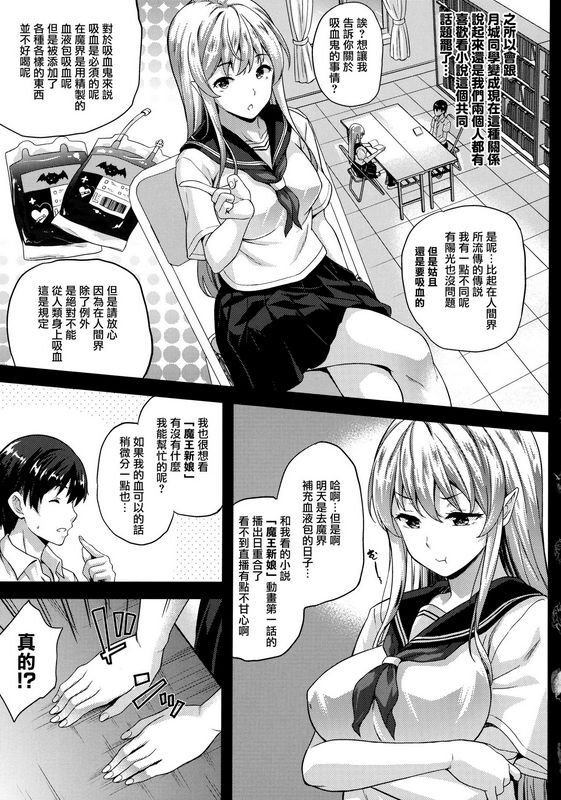 之所以會跟
月城同學變成現在這種關係
說起來還是我們兩個人都有
喜歡看小說這個共同
話題罷了…
誒？想讓我
告訴你關於
吸血鬼的事情?
對於吸血鬼來說
吸血是必須的呢
在魔界是用精製的
血液包吸血呢
但是被添加了
各種各樣的東西
並不好喝呢
是呢…比起在人間界
所流傳的傳說
我有一點不同呢
有陽光也沒問題
但是姑且
還是要吸血的
但是請放心
因為在人間界
除了例外
是絕對不能
從人類身上吸血
這是規定
哈啊…但是啊
明天是去魔界
補充血液包的日子…
和我看的小說
「魔王新娘」動畫第一話的
播出日重合了
看不到直播有點不甘心啊
我也很想看
「魔王新娘」
有沒有什麼
我能幫忙的呢？
如果我的血可以的話
稍微分一點也…
真的!?